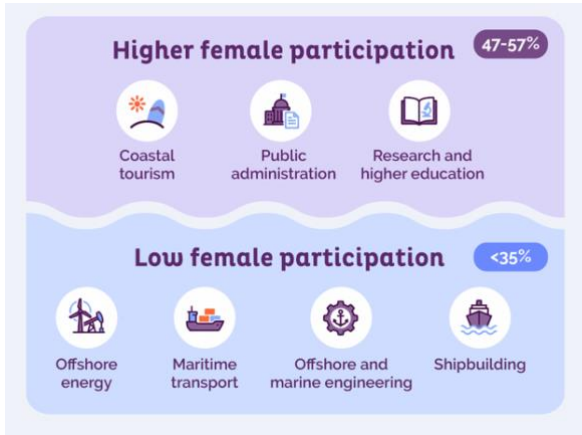 Higher female participation
47-57%
Coastal
tourism
Public
administration
Research and
higher education
Low female participation
<35%
Offshore
energy
Maritime
transport
Offshore and
marine engineering
Shipbuilding